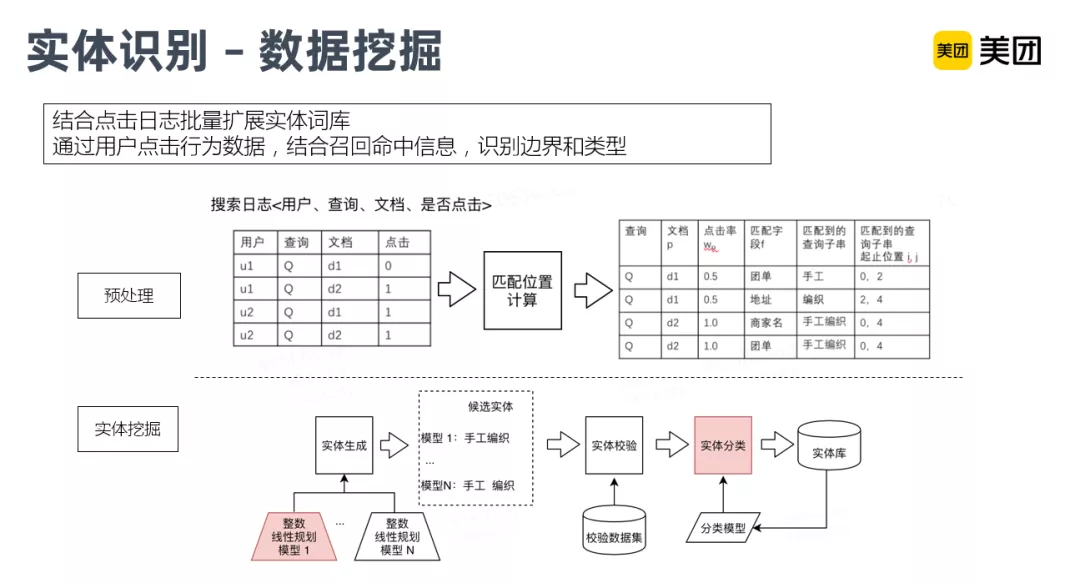 实体识别 - 数据挖掘
美团 美团
结合点击日志批量扩展实体词库
通过用户点击行为数据，结合召回命中信息，识别边界和类型
搜索日志<用户、查询、文档、是否点击>
预处理
用户 查询 文档 点击
u1 Q d1 0
u1 Q d2 1
u2 Q d1 1
u2 Q d2 1
匹配位置
计算
查询 文档 点击率 匹配字 匹配到的 匹配到的查
p wp 段f 查询子串 询子串
起止位置 i, j
Q d1 0.5 团单 手工 0，2
Q d1 0.5 地址 编织 2，4
Q d2 1.0 商家名 手工编织 0，4
Q d2 1.0 团单 手工编织 0，4
实体挖掘
实体生成
候选实体
模型 1：手工编织
...
模型N：手工 编织
实体校验
实体分类
实体库
整数
线性规划
模型 1
...
整数
线性规划
模型 N
校验数据集
分类模型